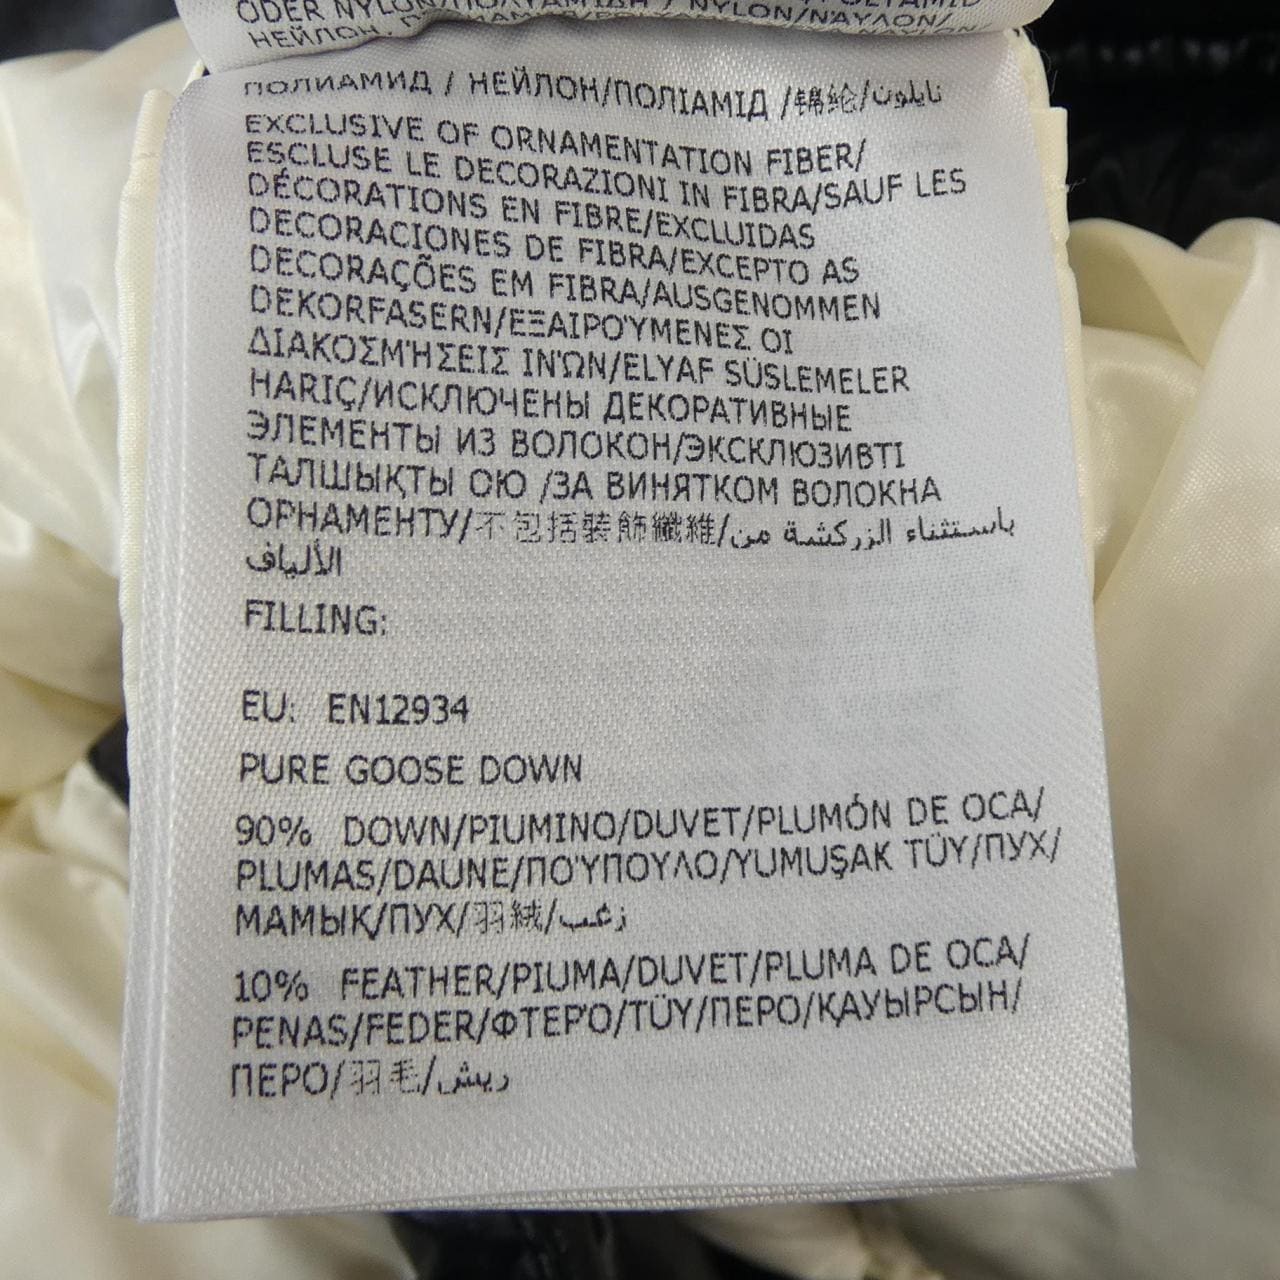 ODER NYLON/
НЕЙЛОН,
ПОЛИАМИД / НЕЙЛОН/ПОЛІАМІД /锦纶/نايلون
EXCLUSIVE OF ORNAMENTATION FIBER/
ESCLUSE LE DECORAZIONI IN FIBRA/SAUF LES
DÉCORATIONS EN FIBRE/EXCLUIDAS
DECORACIONES DE FIBRA/EXCEPTO AS
DECORAÇÕES EM FIBRA/AUSGENOMMEN
DEKORFASERN/ΕΞΑΙΡΟΎΜΕΝΕΣ ΟΙ
ΔΙΑΚΟΣΜΉΣΕΙΣ ΙΝΏΝ/ELYAF SÜSLEMELER
HARIÇ/ИСКЛЮЧЕНЫ ДЕКОРАТИВНЫЕ
ЭЛЕМЕНТЫ ИЗ ВОЛОКОН/ЭКСКЛЮЗИВТІ
ТАЛШЫҚТЫ ОЮ /ЗА ВИНЯТКОМ ВОЛОКНА
ОРНАМЕНТУ/不包括裝飾纖維/باستثناء الزركشة من
الألياف
FILLING:
EU: EN12934
PURE GOOSE DOWN
90% DOWN/PIUMINO/DUVET/PLUMÓN DE OCA/
PLUMAS/DAUNE/ΠΟΎΠΟΥΛΟ/YUMUŞAK TÜY/ПУХ/
МАМЫҚ/ПУХ/羽絨/زغب
10% FEATHER/PIUMA/DUVET/PLUMA DE OCA/
PENAS/FEDER/ΦΤΕΡΌ/TÜY/ПЕРО/ҚАУЫРСЫН/
ПЕРО/羽毛/ريش